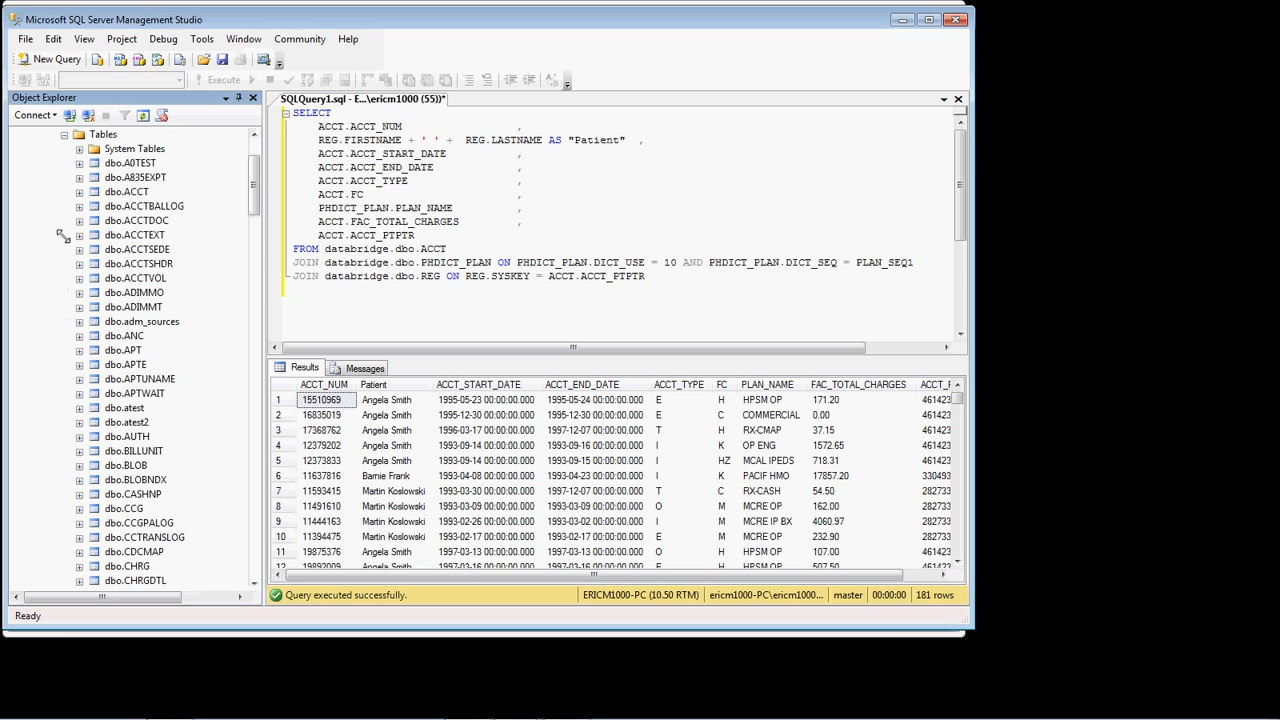 Microsoft SQL Server Management Studio
File Edit View Project Debug Tools Window Community Help
New Query
Execute
Object Explorer
Connect
Tables
System Tables
dbo.A0TEST
dbo.A835EXPT
dbo.ACCT
dbo.ACCTBALLOG
dbo.ACCTDOC
dbo.ACCTEXT
dbo.ACCTSEDE
dbo.ACCTSHDR
dbo.ACCTVOL
dbo.ADIMMO
dbo.ADIMMT
dbo.adm_sources
dbo.ANC
dbo.APT
dbo.APTE
dbo.APTUNAME
dbo.APTWAIT
dbo.atest
dbo.atest2
dbo.AUTH
dbo.BILLUNIT
dbo.BLOB
dbo.BLOBNDX
dbo.CASHNP
dbo.CCG
dbo.CCGPALOG
dbo.CCTRANSLOG
dbo.CDCMAP
dbo.CHRG
dbo.CHRGDTL
SQLQuery1.sql - E...\ericm1000 (55))*
SELECT
ACCT.ACCT_NUM ,
REG.FIRSTNAME + ' ' + REG.LASTNAME AS "Patient" ,
ACCT.ACCT_START_DATE ,
ACCT.ACCT_END_DATE ,
ACCT.ACCT_TYPE ,
ACCT.FC ,
PHDICT_PLAN.PLAN_NAME ,
ACCT.FAC_TOTAL_CHARGES ,
ACCT.ACCT_PTPTR
FROM databridge.dbo.ACCT
JOIN databridge.dbo.PHDICT_PLAN ON PHDICT_PLAN.DICT_USE = 10 AND PHDICT_PLAN.DICT_SEQ = PLAN_SEQ1
JOIN databridge.dbo.REG ON REG.SYSKEY = ACCT.ACCT_PTPTR
Results Messages
ACCT_NUM Patient ACCT_START_DATE ACCT_END_DATE ACCT_TYPE FC PLAN_NAME FAC_TOTAL_CHARGES
1 15510969 Angela Smith 1995-05-23 00:00:00.000 1995-05-24 00:00:00.000 E H HPSM OP 171.20 461423
2 16835019 Angela Smith 1995-12-30 00:00:00.000 1995-12-30 00:00:00.000 E C COMMERCIAL 0.00 461423
3 17368762 Angela Smith 1996-03-17 00:00:00.000 1997-12-07 00:00:00.000 T H RX-CMAP 37.15 461423
4 12379202 Angela Smith 1993-09-14 00:00:00.000 1993-09-16 00:00:00.000 I K OP ENG 1572.65 461423
5 12373833 Angela Smith 1993-09-14 00:00:00.000 1993-09-15 00:00:00.000 I HZ MCAL IPEDS 718.31 461423
6 11637816 Barnie Frank 1993-04-08 00:00:00.000 1993-04-23 00:00:00.000 I K PACIF HMO 17857.20 330493
7 11593415 Martin Koslowski 1993-03-30 00:00:00.000 1997-12-07 00:00:00.000 T C RX-CASH 54.50 282733
8 11491610 Martin Koslowski 1993-03-09 00:00:00.000 1993-03-09 00:00:00.000 O M MCRE OP 162.00 282733
9 11444163 Martin Koslowski 1993-02-26 00:00:00.000 1993-03-02 00:00:00.000 I M MCRE IP BX 4060.97 282733
10 11394475 Martin Koslowski 1993-02-17 00:00:00.000 1993-02-17 00:00:00.000 E M MCRE OP 232.90 282733
11 19875376 Angela Smith 1997-03-13 00:00:00.000 1997-03-13 00:00:00.000 O H HPSM OP 107.00 461423
Query executed successfully. ERICM1000-PC (10.50 RTM) ericm1000-PC\ericm1000... master 00:00:00 181 rows
Ready